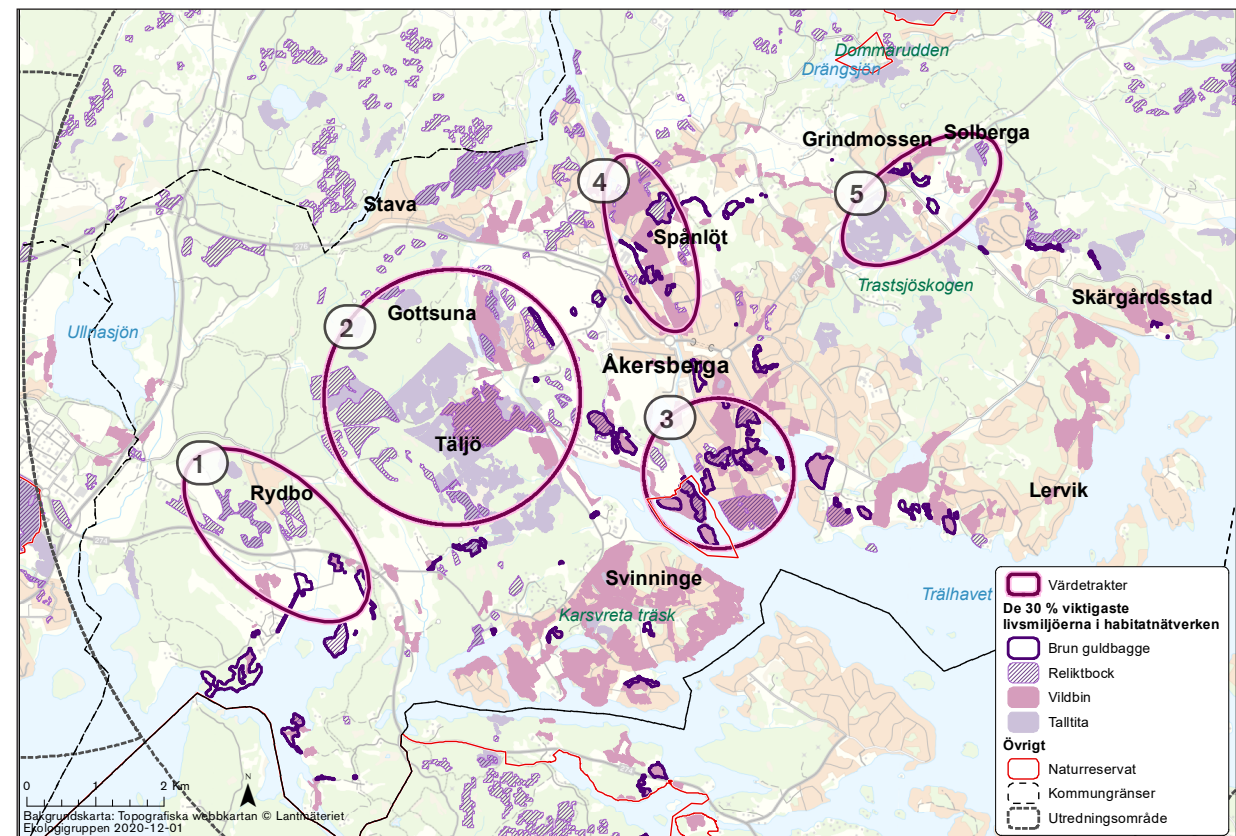 Dommarudden
Drängsjön
Grindmossen
Solberga
4
5
Stava
276
Spånlöt
Trastsjöskogen
Skärgårdsstad
Ullnasjön
2
Gottsuna
Åkersberga
3
Täljö
1
Rydbo
Lervik
274
Svinninge
Karsvreta träsk
Trälhavet
Värdetrakter
De 30 % viktigaste
livsmiljöerna i habitatnätverken
Brun guldbagge
Reliktbock
Vildbin
Talltita
Övrigt
Naturreservat
Kommungränser
Utredningsområde
N
0 1 2 Km
Bakgrundskarta: Topografiska webbkartan © Lantmäteriet
Ekologigruppen 2020-12-01